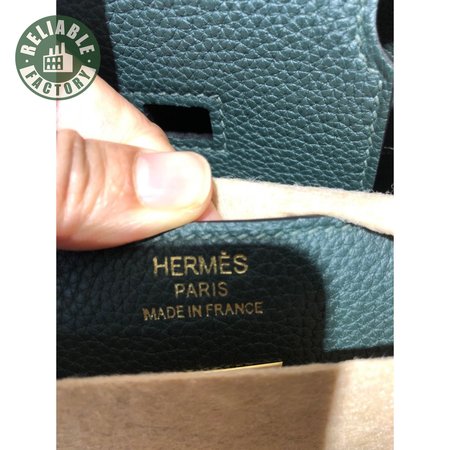 RELIABLE
FACTORY
HERMÈS
PARIS
MADE IN FRANCE